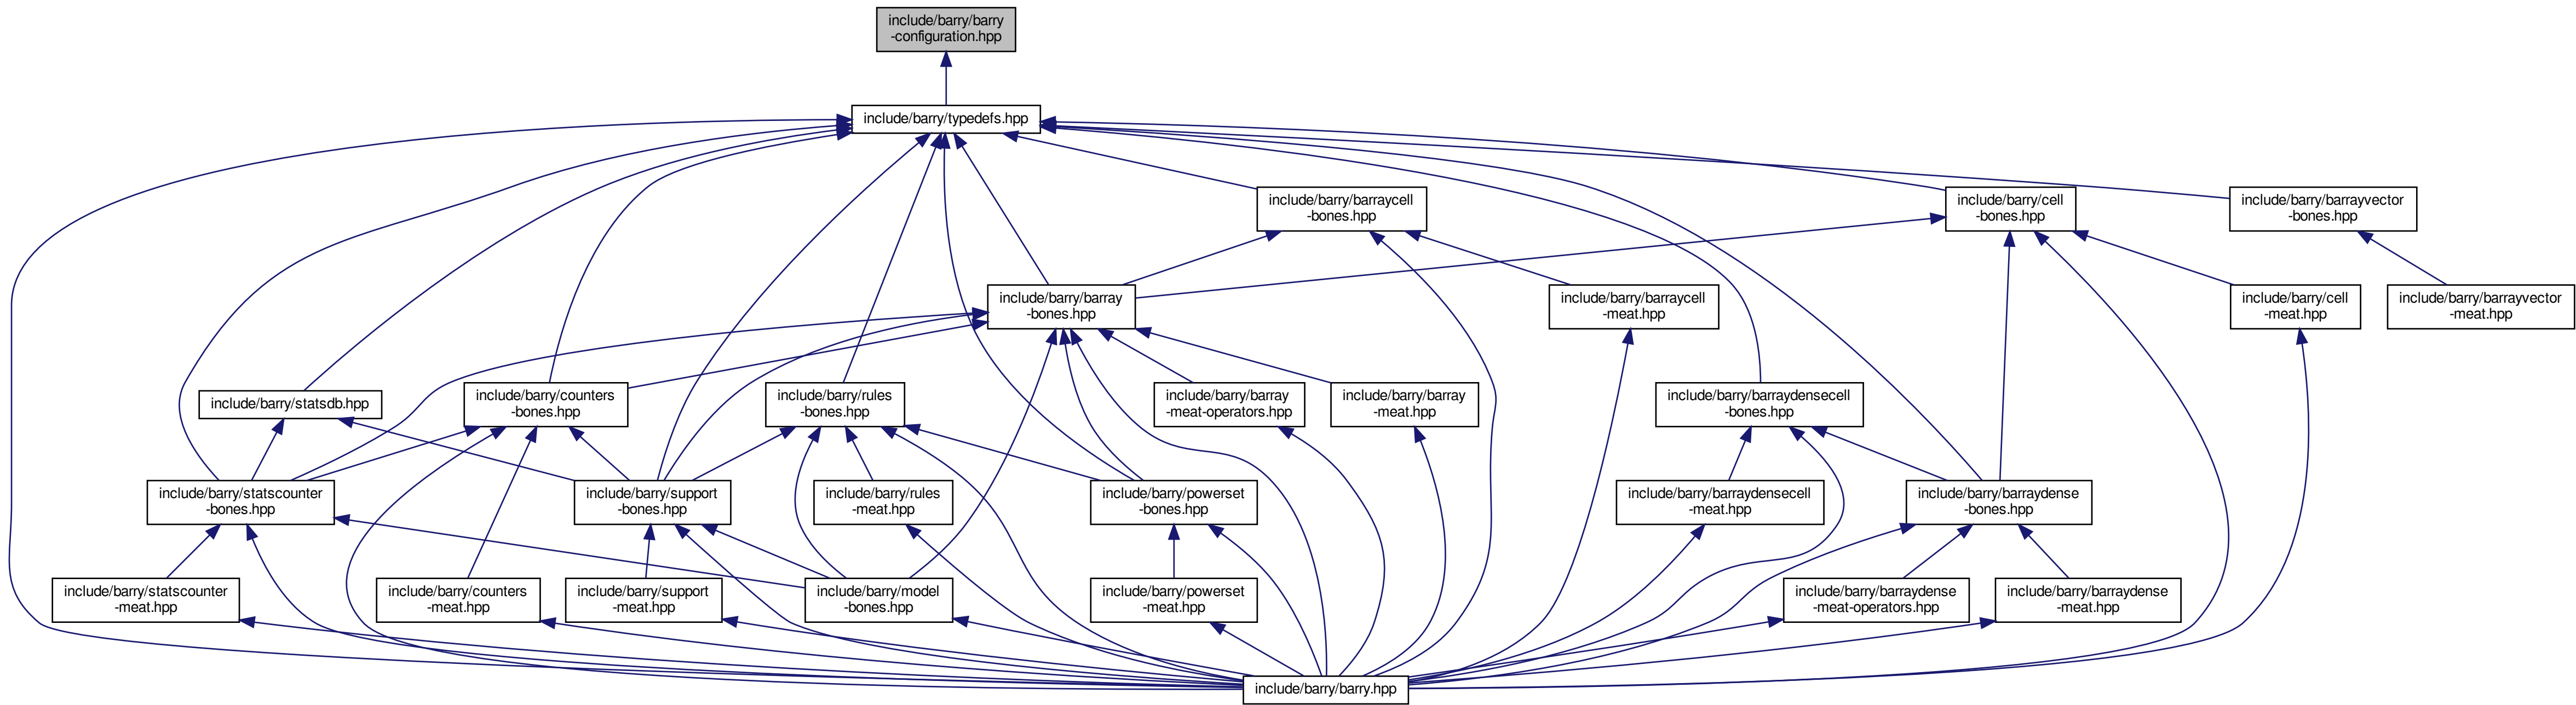 include/barry/barry
-configuration.hpp
include/barry/typedefs.hpp
include/barry/barraycell
-bones.hpp
include/barry/cell
-bones.hpp
include/barry/barrayvector
-bones.hpp
include/barry/barray
-bones.hpp
include/barry/barraycell
-meat.hpp
include/barry/cell
-meat.hpp
include/barry/barrayvector
-meat.hpp
include/barry/statsdb.hpp
include/barry/counters
-bones.hpp
include/barry/rules
-bones.hpp
include/barry/barray
-meat-operators.hpp
include/barry/barray
-meat.hpp
include/barry/barraydensecell
-bones.hpp
include/barry/statscounter
-bones.hpp
include/barry/support
-bones.hpp
include/barry/rules
-meat.hpp
include/barry/powerset
-bones.hpp
include/barry/barraydensecell
-meat.hpp
include/barry/barraydense
-bones.hpp
include/barry/statscounter
-meat.hpp
include/barry/counters
-meat.hpp
include/barry/support
-meat.hpp
include/barry/model
-bones.hpp
include/barry/powerset
-meat.hpp
include/barry/barraydense
-meat-operators.hpp
include/barry/barraydense
-meat.hpp
include/barry/barry.hpp